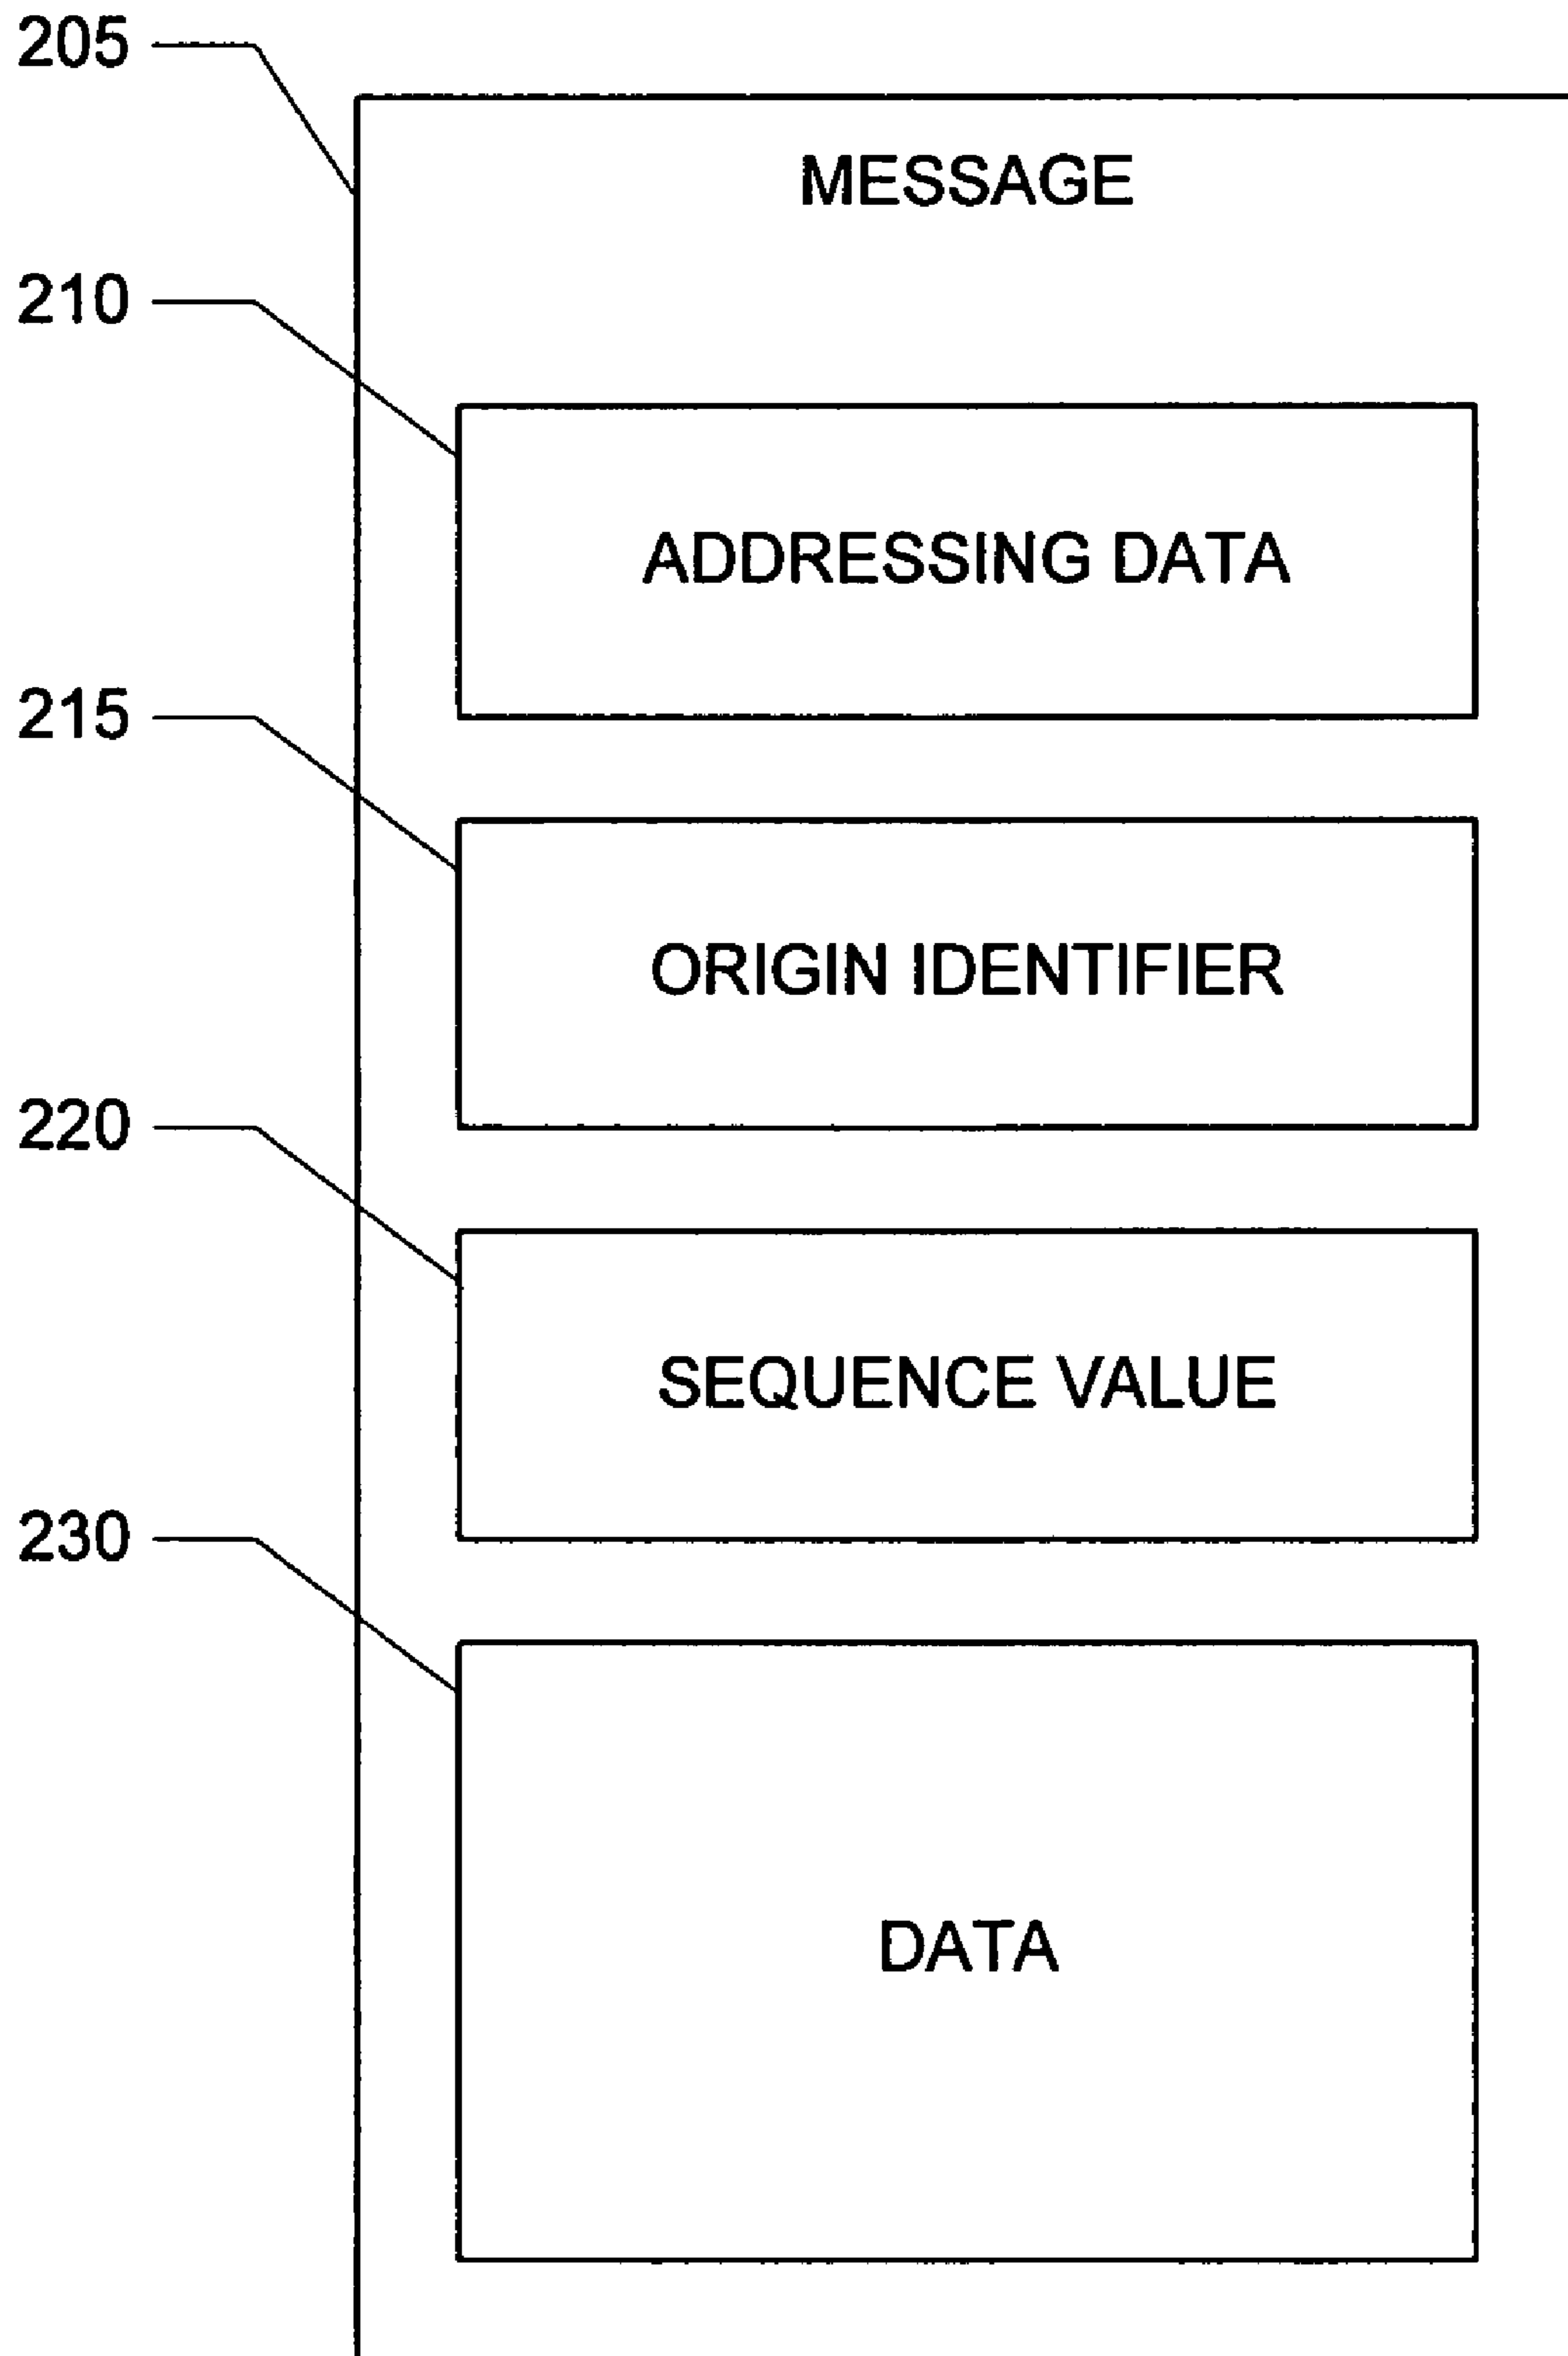 205
MESSAGE
210
ADDRESSING DATA
215
ORIGIN IDENTIFIER
220
SEQUENCE VALUE
230
DATA